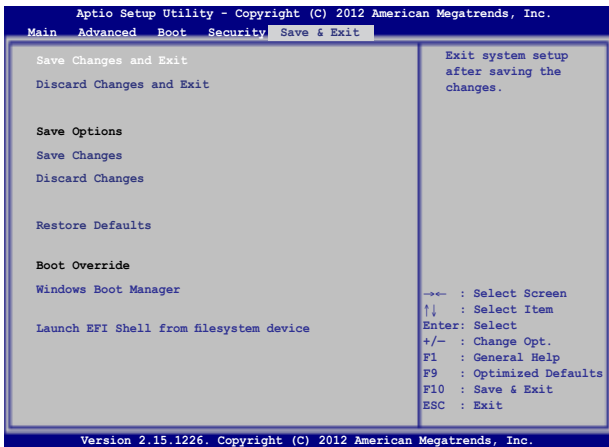 Aptio Setup Utility - Copyright (C) 2012 American Megatrends, Inc.
Main Advanced Boot Security Save & Exit
Save Changes and Exit
Discard Changes and Exit
Save Options
Save Changes
Discard Changes
Restore Defaults
Boot Override
Windows Boot Manager
Launch EFI Shell from filesystem device
Exit system setup
after saving the
changes.
→← : Select Screen
↑↓ : Select Item
Enter: Select
+/— : Change Opt.
F1 : General Help
F9 : Optimized Defaults
F10 : Save & Exit
ESC : Exit
Version 2.15.1226. Copyright (C) 2012 American Megatrends, Inc.